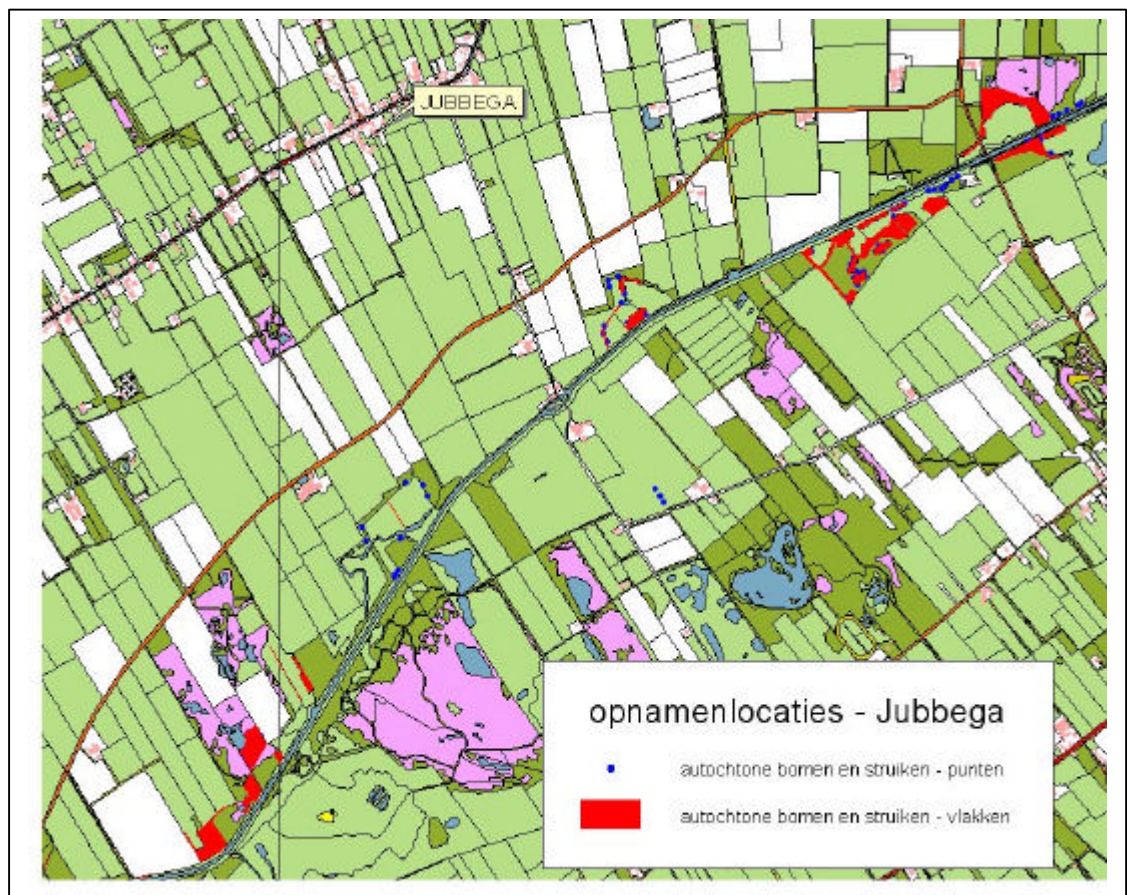 JUBBEGA
opnamenlocaties - Jubbega
autochtone bomen en struiken - punten
autochtone bomen en struiken - vlakken